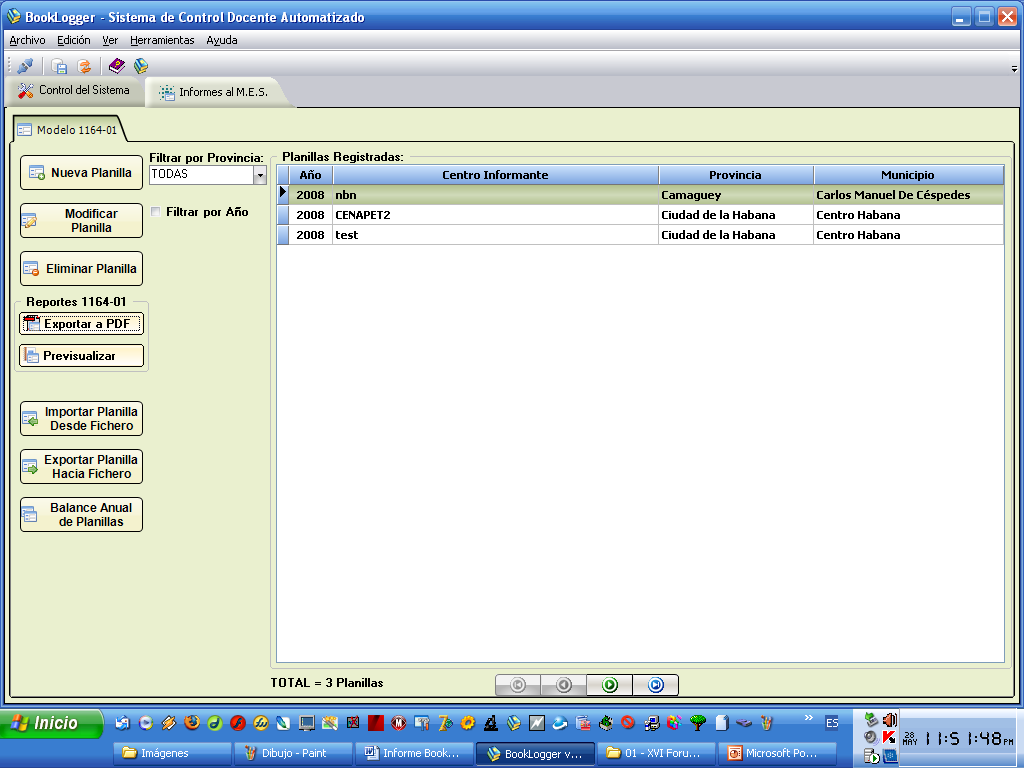 BookLogger - Sistema de Control Docente Automatizado
Archivo Edición Ver Herramientas Ayuda
Control del Sistema Informes al M.E.S.
Modelo 1164-01
Nueva Planilla
Modificar
Planilla
Eliminar Planilla
Reportes 1164-01
Exportar a PDF
Previsualizar
Importar Planilla
Desde Fichero
Exportar Planilla
Hacia Fichero
Balance Anual
de Planillas
Filtrar por Provincia:
TODAS
Filtrar por Año
Planillas Registradas:
Año Centro Informante Provincia Municipio
2008 nbn Camaguey Carlos Manuel De Céspedes
2008 CENAPET2 Ciudad de la Habana Centro Habana
2008 test Ciudad de la Habana Centro Habana
TOTAL = 3 Planillas
Inicio
ES
28 MAY 11:51:48PM
Imágenes Dibujo - Paint Informe Book... BookLogger v... 01 - XVI Foru... Microsoft Po...